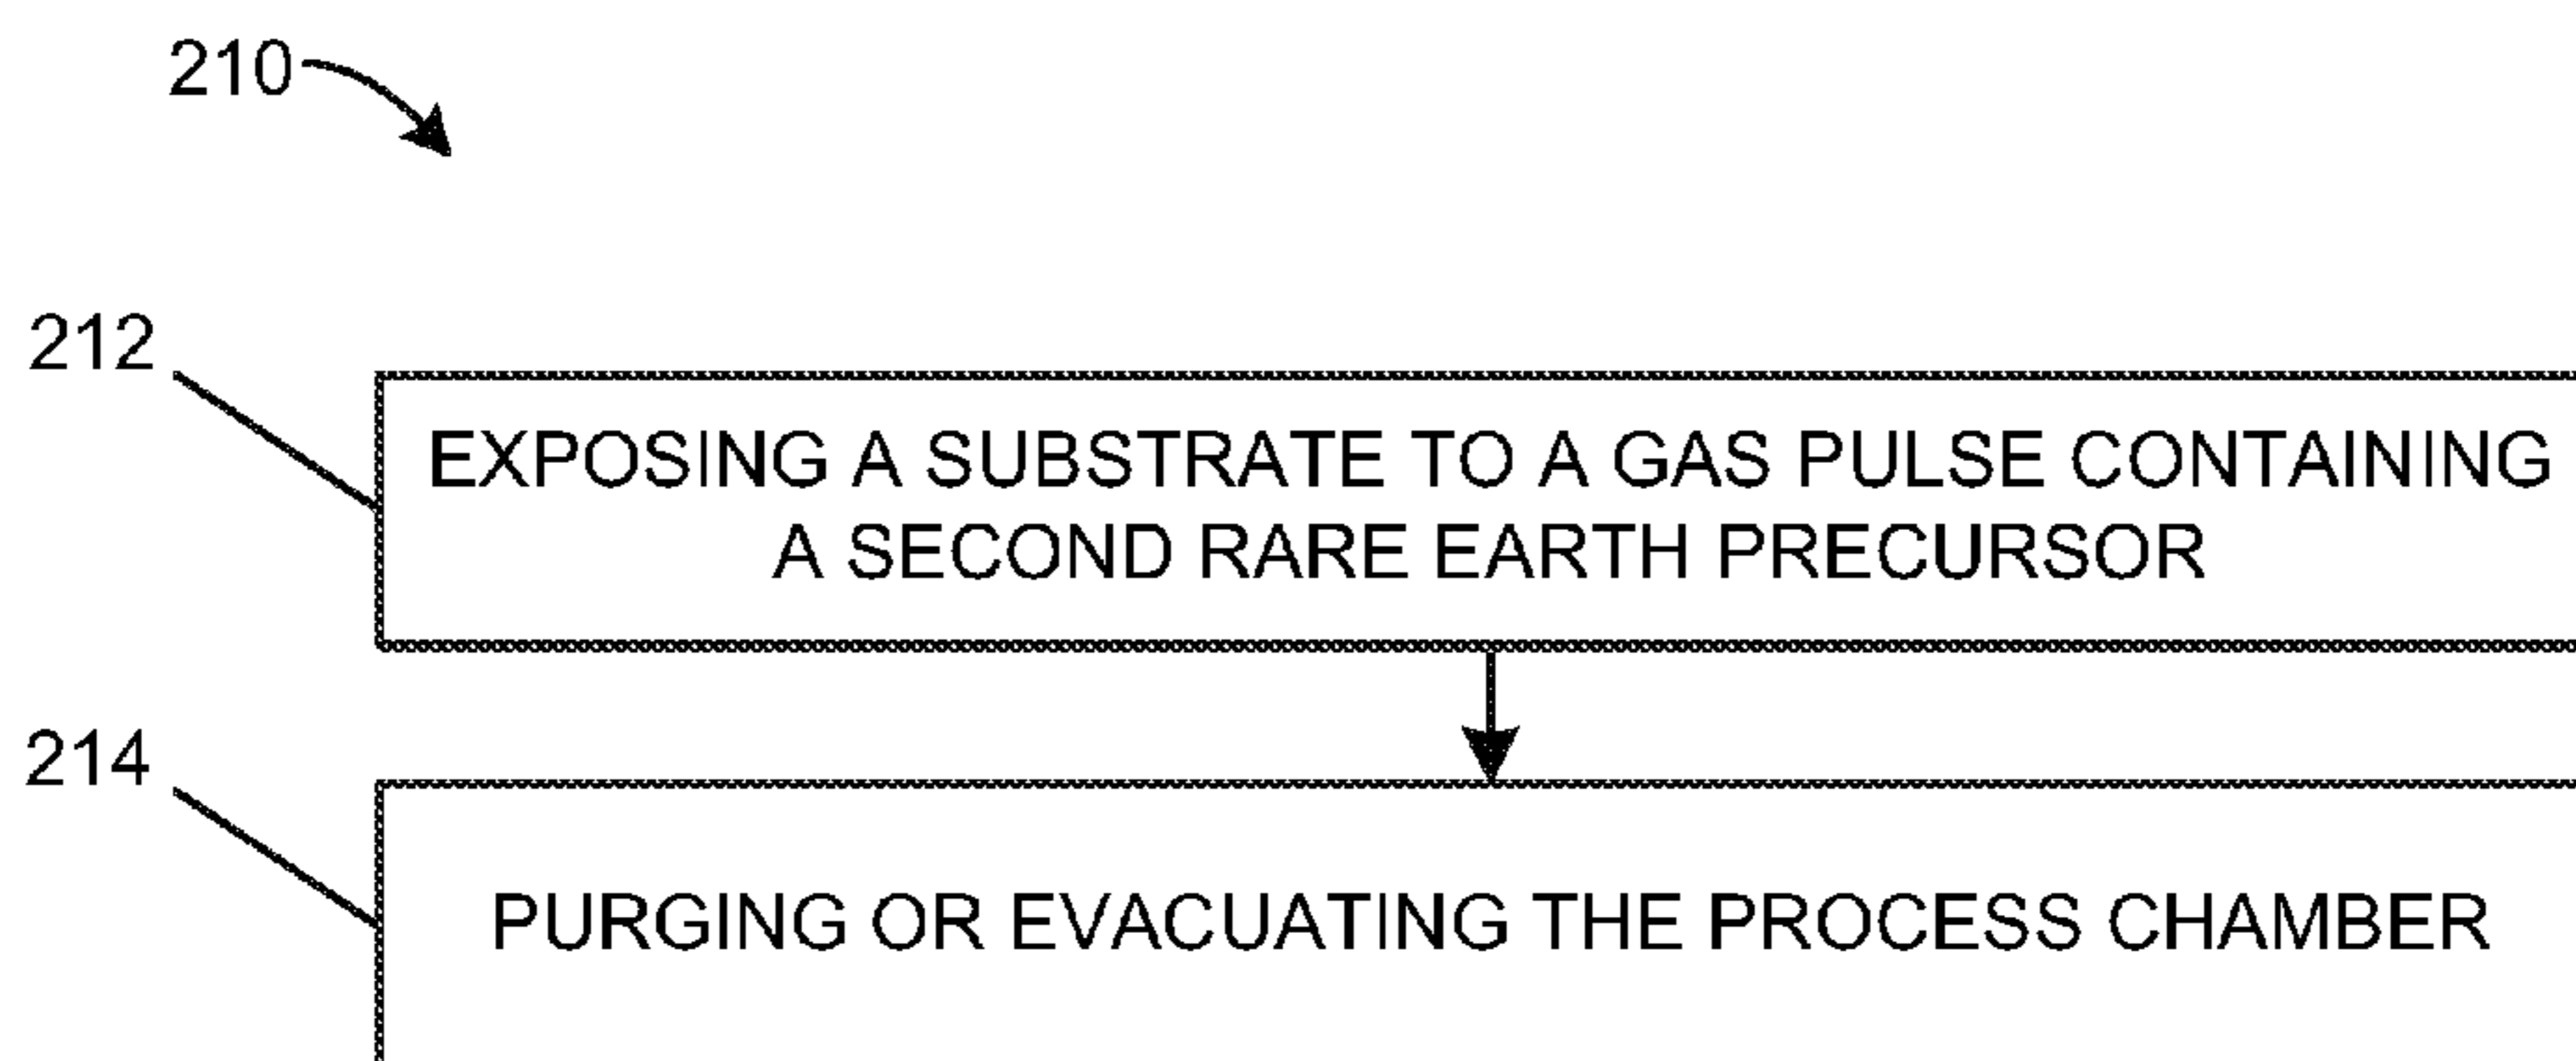 210
212
EXPOSING A SUBSTRATE TO A GAS PULSE CONTAINING
A SECOND RARE EARTH PRECURSOR
214
PURGING OR EVACUATING THE PROCESS CHAMBER